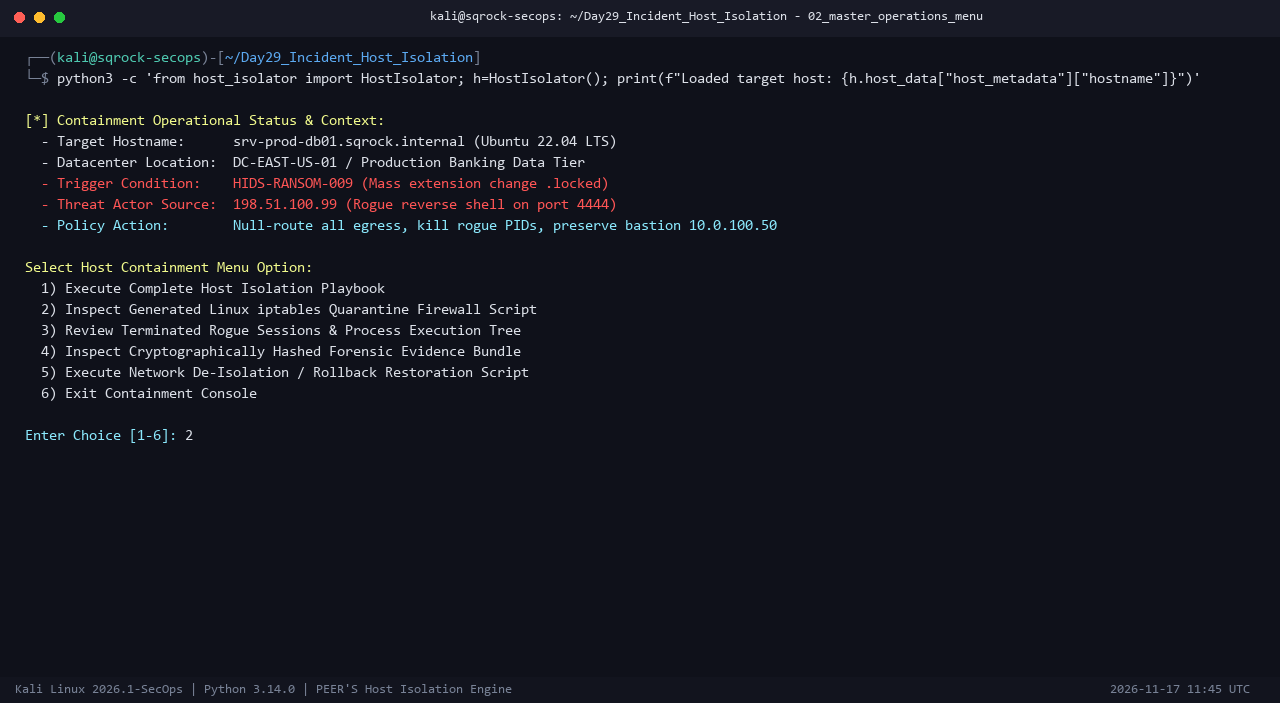 kali@sqrock-secops: ~/Day29_Incident_Host_Isolation - 02_master_operations_menu
┌──(kali@sqrock-secops)-[~/Day29_Incident_Host_Isolation]
└─$ python3 -c 'from host_isolator import HostIsolator; h=HostIsolator(); print(f"Loaded target host: {h.host_data["host_metadata"]["hostname"]}")'
[*] Containment Operational Status & Context:
- Target Hostname: srv-prod-db01.sqrock.internal (Ubuntu 22.04 LTS)
- Datacenter Location: DC-EAST-US-01 / Production Banking Data Tier
- Trigger Condition: HIDS-RANSOM-009 (Mass extension change .locked)
- Threat Actor Source: 198.51.100.99 (Rogue reverse shell on port 4444)
- Policy Action: Null-route all egress, kill rogue PIDs, preserve bastion 10.0.100.50
Select Host Containment Menu Option:
1) Execute Complete Host Isolation Playbook
2) Inspect Generated Linux iptables Quarantine Firewall Script
3) Review Terminated Rogue Sessions & Process Execution Tree
4) Inspect Cryptographically Hashed Forensic Evidence Bundle
5) Execute Network De-Isolation / Rollback Restoration Script
6) Exit Containment Console
Enter Choice [1-6]: 2
Kali Linux 2026.1-SecOps | Python 3.14.0 | PEER'S Host Isolation Engine
2026-11-17 11:45 UTC